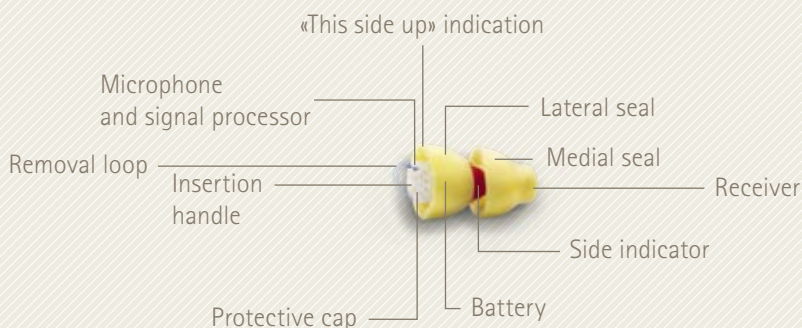 «This side up» indication
Microphone
and signal processor
Lateral seal
Medial seal
Removal loop
Insertion
handle
Receiver
Side indicator
Battery
Protective cap